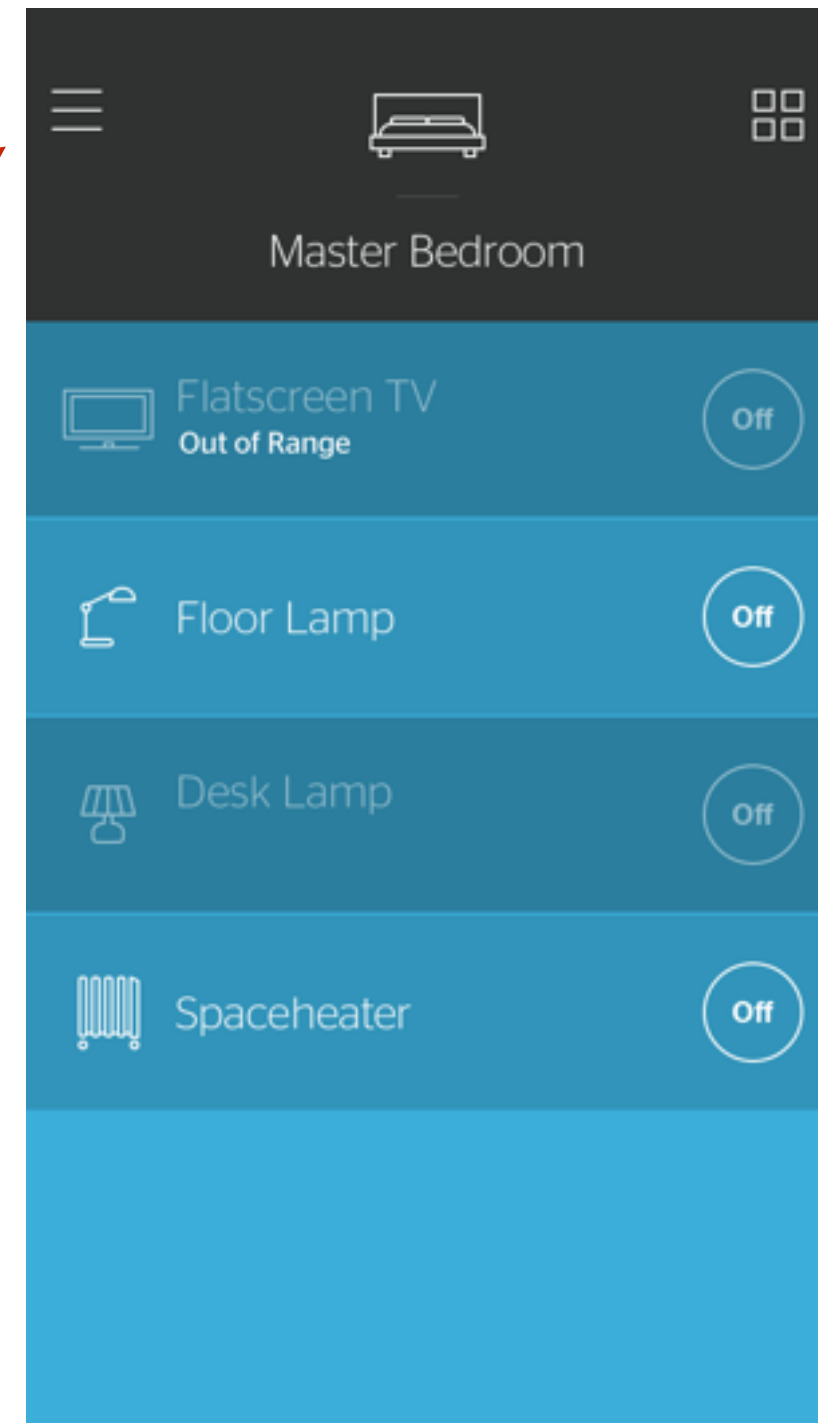 Master Bedroom
Flatscreen TV
Off
Out of Range
Floor Lamp
Off
Desk Lamp
Off
Spaceheater
Off